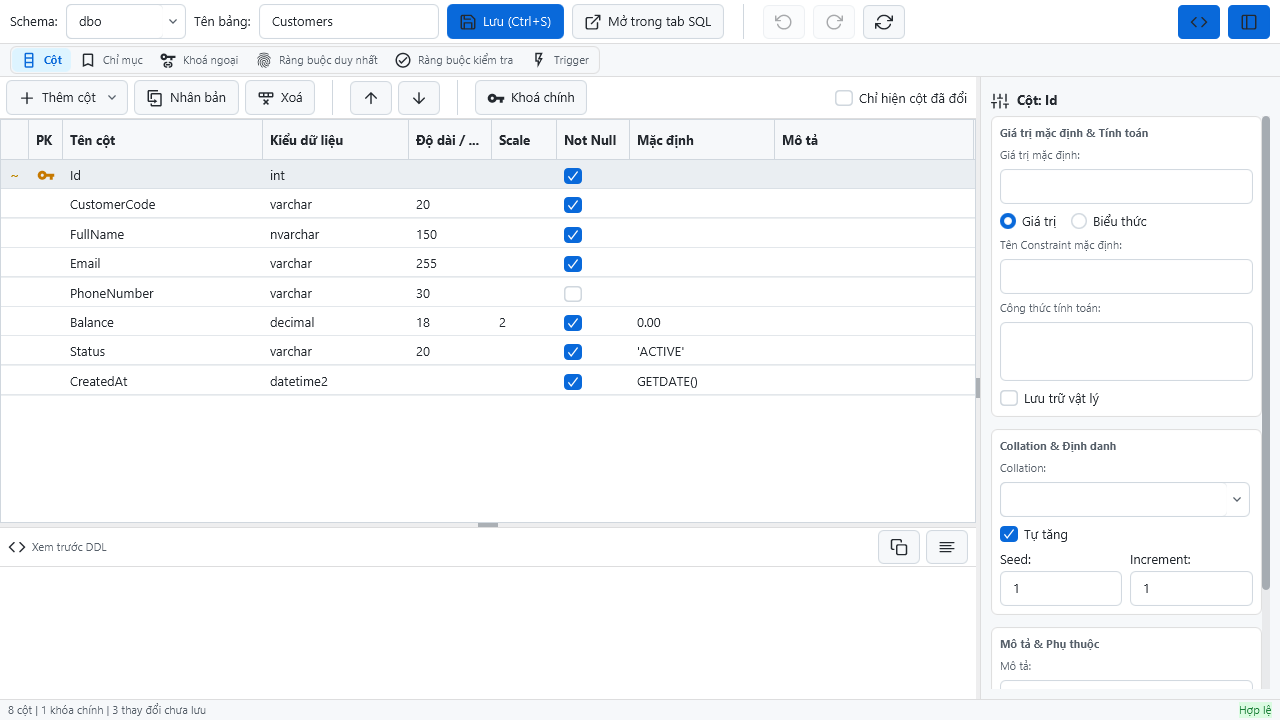 Schema: dbo Tên bảng: Customers Lưu (Ctrl+S) Mở trong tab SQL
Cột Chỉ mục Khoá ngoại Ràng buộc duy nhất Ràng buộc kiểm tra Trigger
Thêm cột Nhân bản Xoá Khoá chính Chỉ hiện cột đã đổi
PK Tên cột Kiểu dữ liệu Độ dài / ... Scale Not Null Mặc định Mô tả
~ Id int
CustomerCode varchar 20
FullName nvarchar 150
Email varchar 255
PhoneNumber varchar 30
Balance decimal 18 2 0.00
Status varchar 20 'ACTIVE'
CreatedAt datetime2 GETDATE()
Xem trước DDL
Cột: Id
Giá trị mặc định & Tính toán
Giá trị mặc định:
Giá trị Biểu thức
Tên Constraint mặc định:
Công thức tính toán:
Lưu trữ vật lý
Collation & Định danh
Collation:
Tự tăng
Seed: Increment:
1 1
Mô tả & Phụ thuộc
Mô tả:
8 cột | 1 khóa chính | 3 thay đổi chưa lưu Hợp lệ